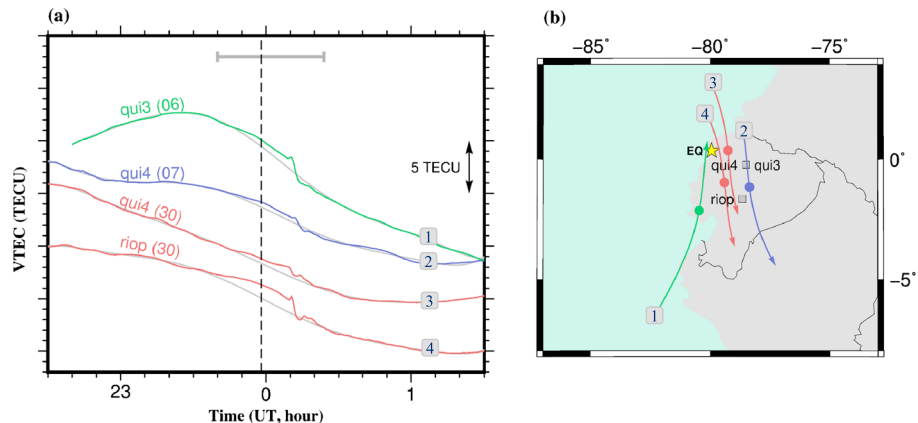 (a)
qui3 (06)
qui4 (07)
qui4 (30)
riop (30)
5 TECU
1
2
3
4
VTEC (TECU)
23
0
1
Time (UT, hour)
(b)
−85°
−80°
−75°
3
4
2
EQ
qui4
qui3
riop
1
0°
−5°